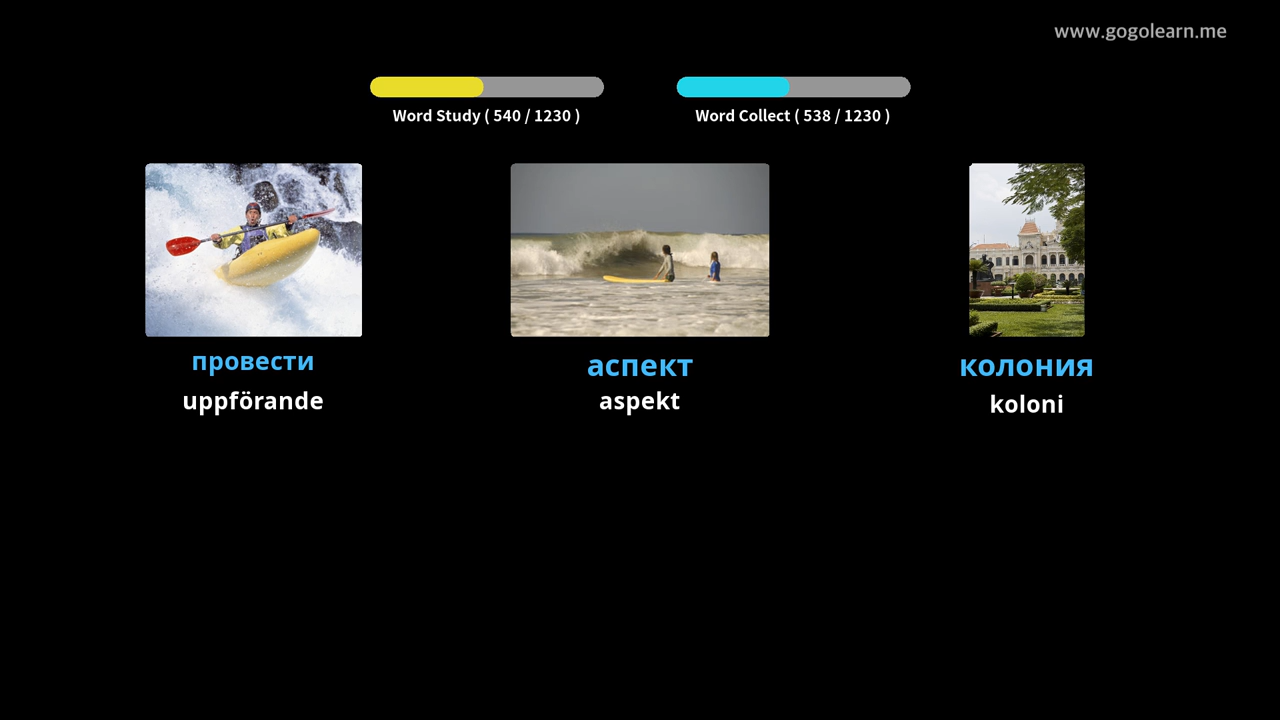 www.gogolearn.me
Word Study ( 540 / 1230 )
Word Collect ( 538 / 1230 )
провести
uppförande
аспект
aspekt
колония
koloni